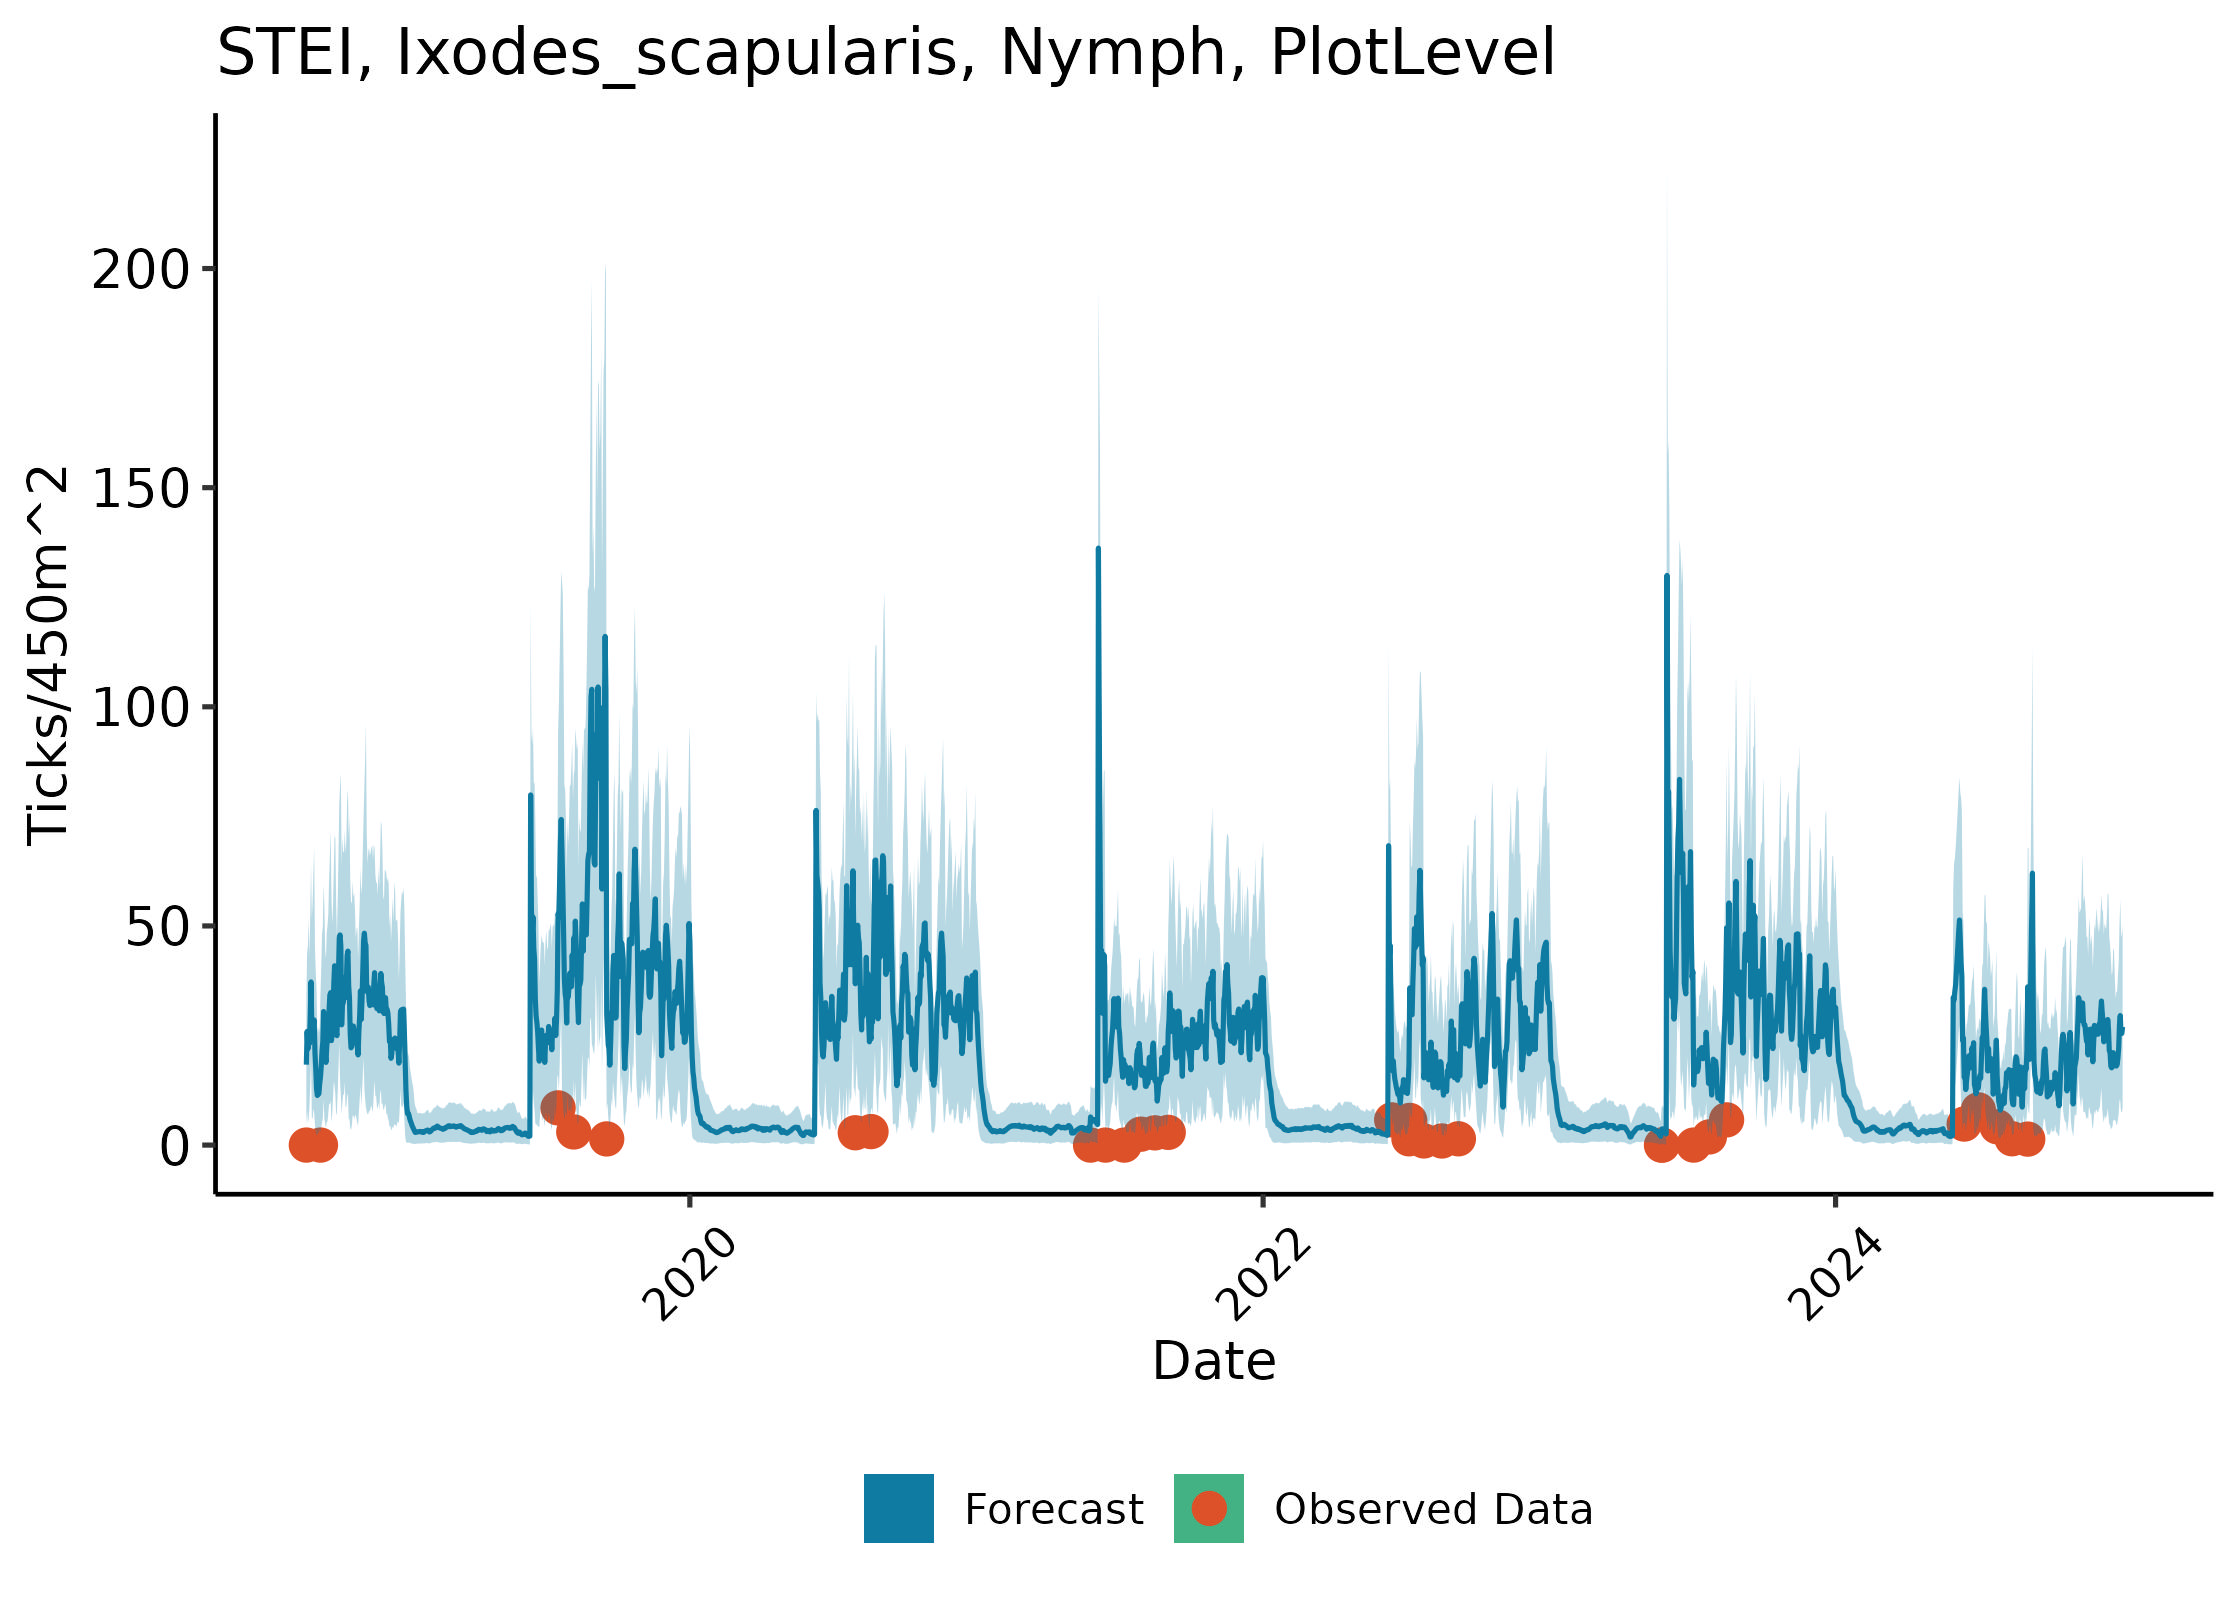 STEI, Ixodes_scapularis, Nymph, PlotLevel
Ticks/450m^2
200
150
100
50
0
2020
2022
2024
Date
Forecast
Observed Data